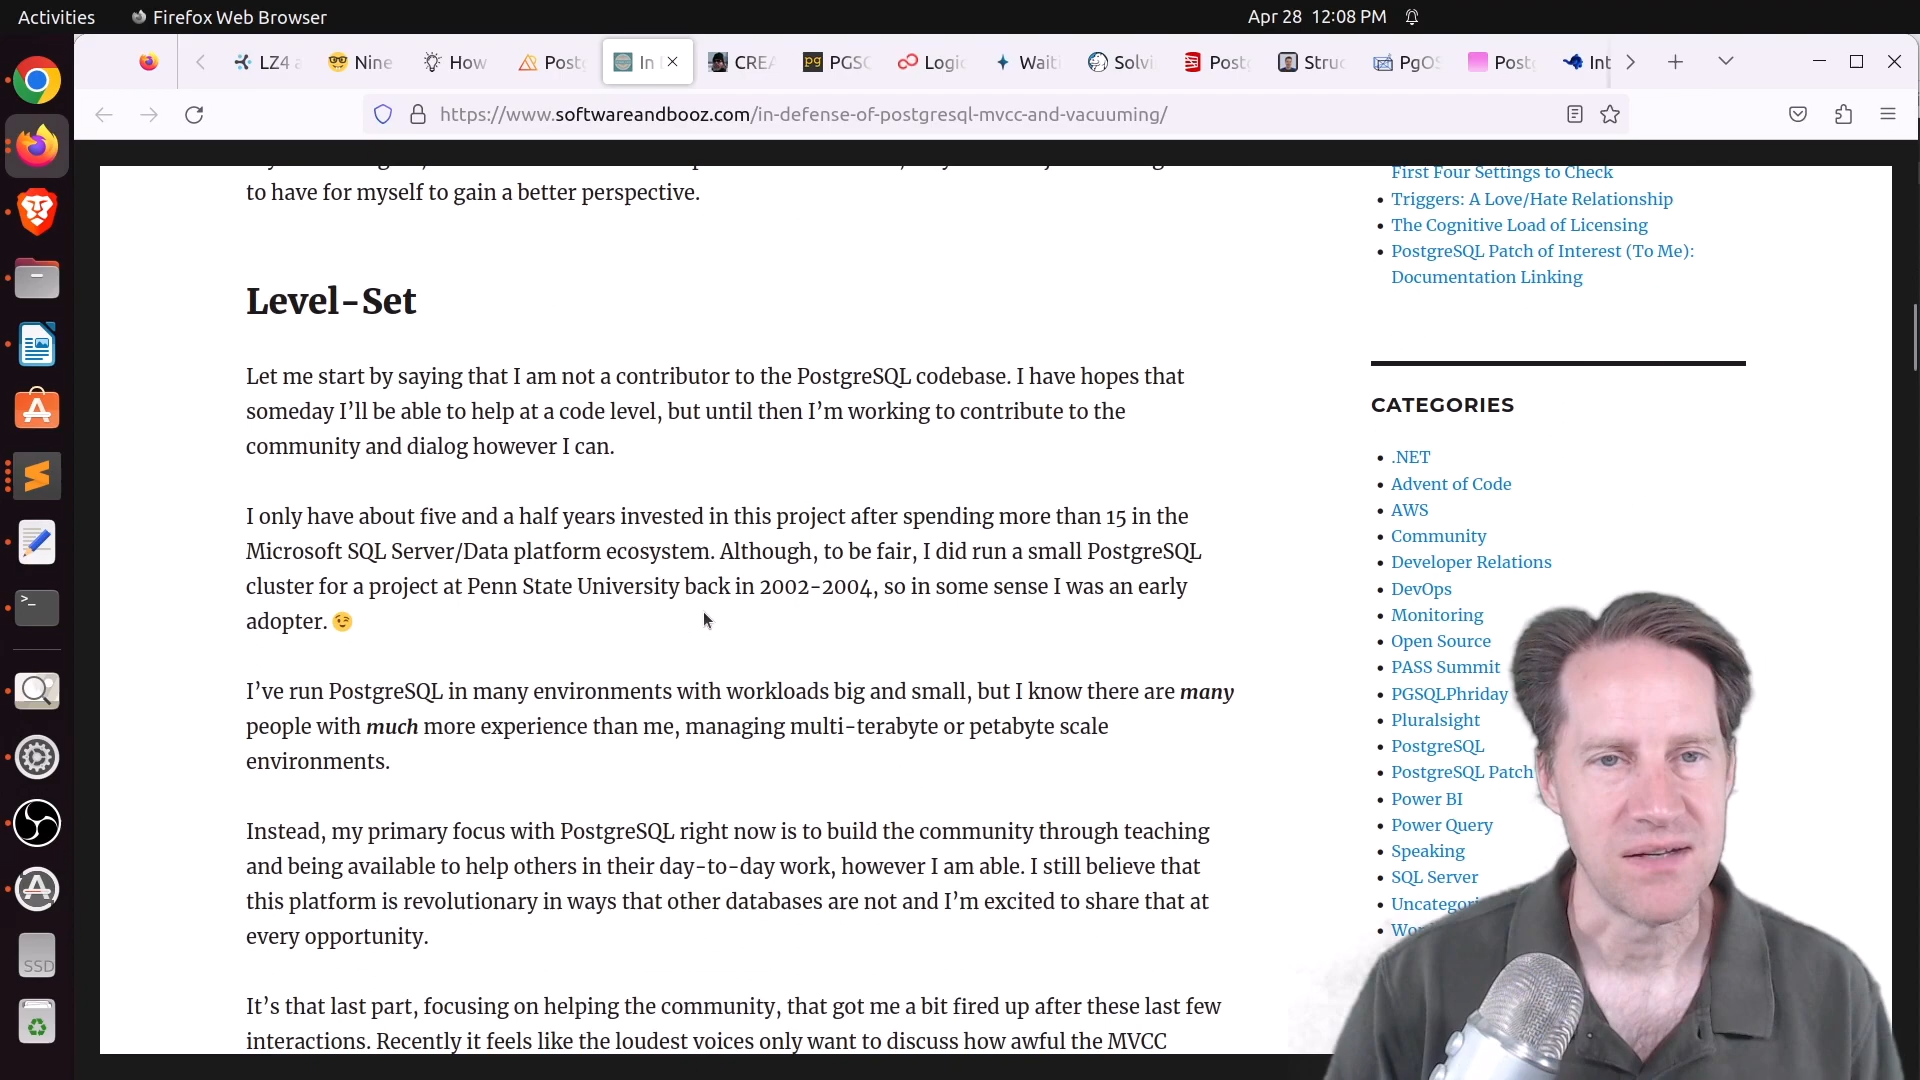 Activities
Firefox Web Browser
Apr 28 12:08 PM
LZ4 a
Nine
How
Postg
In
CREA
PGSQ
Logic
Waiti
Solvi
Postg
Struc
PgOS
Postg
Int
https://www.softwareandbooz.com/in-defense-of-postgresql-mvcc-and-vacuuming/
to have for myself to gain a better perspective.
Level-Set
Let me start by saying that I am not a contributor to the PostgreSQL codebase. I have hopes that
someday I’ll be able to help at a code level, but until then I’m working to contribute to the
community and dialog however I can.
I only have about five and a half years invested in this project after spending more than 15 in the
Microsoft SQL Server/Data platform ecosystem. Although, to be fair, I did run a small PostgreSQL
cluster for a project at Penn State University back in 2002-2004, so in some sense I was an early
adopter. 😉
I’ve run PostgreSQL in many environments with workloads big and small, but I know there are many
people with much more experience than me, managing multi-terabyte or petabyte scale
environments.
Instead, my primary focus with PostgreSQL right now is to build the community through teaching
and being available to help others in their day-to-day work, however I am able. I still believe that
this platform is revolutionary in ways that other databases are not and I’m excited to share that at
every opportunity.
It’s that last part, focusing on helping the community, that got me a bit fired up after these last few
interactions. Recently it feels like the loudest voices only want to discuss how awful the MVCC
First Four Settings to Check
Triggers: A Love/Hate Relationship
The Cognitive Load of Licensing
PostgreSQL Patch of Interest (To Me):
Documentation Linking
CATEGORIES
.NET
Advent of Code
AWS
Community
Developer Relations
DevOps
Monitoring
Open Source
PASS Summit
PGSQLPhriday
Pluralsight
PostgreSQL
PostgreSQL Patch
Power BI
Power Query
Speaking
SQL Server
Uncategori
Wor
SSD